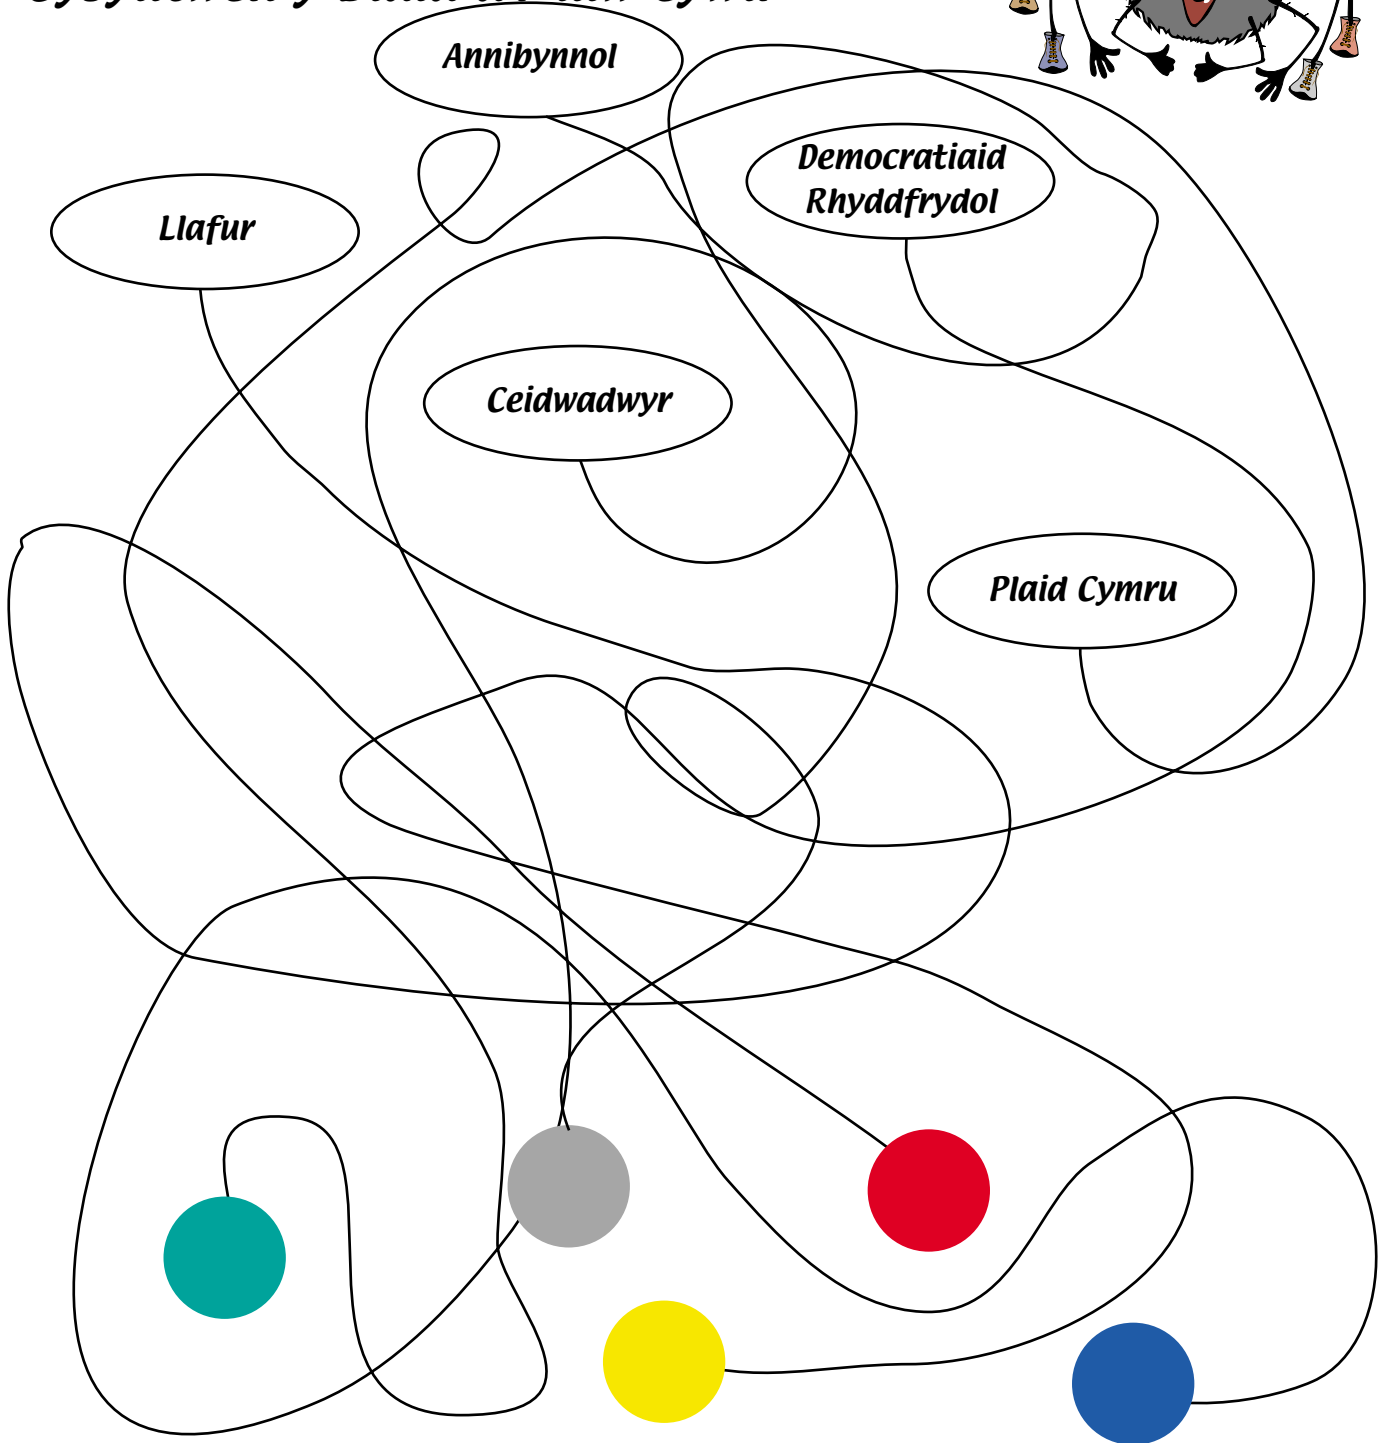 Annibynnol
Democratiaid
Rhyddfrydol
Llafur
Ceidwadwyr
Plaid Cymru